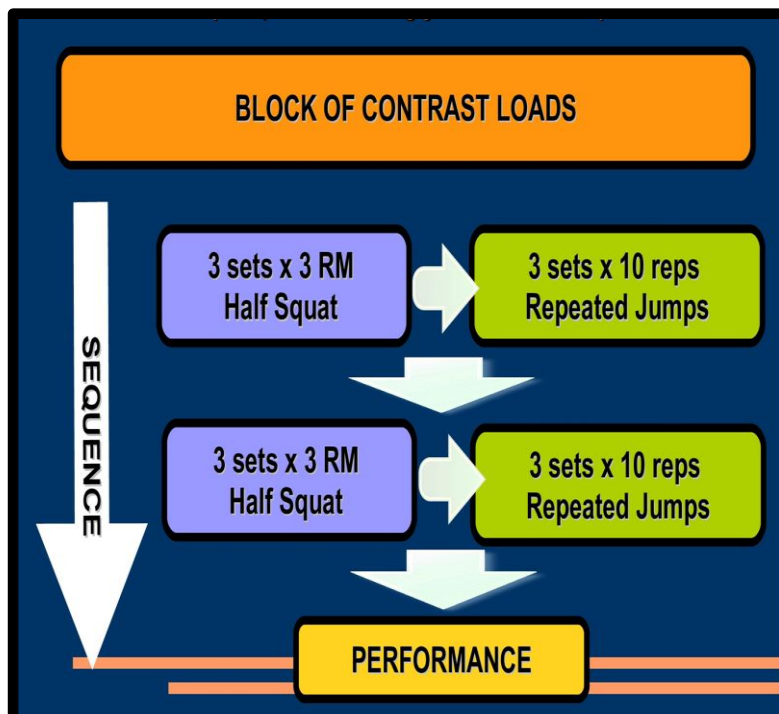 BLOCK OF CONTRAST LOADS
SEQUENCE
3 sets x 3 RM
Half Squat
3 sets x 10 reps
Repeated Jumps
3 sets x 3 RM
Half Squat
3 sets x 10 reps
Repeated Jumps
PERFORMANCE